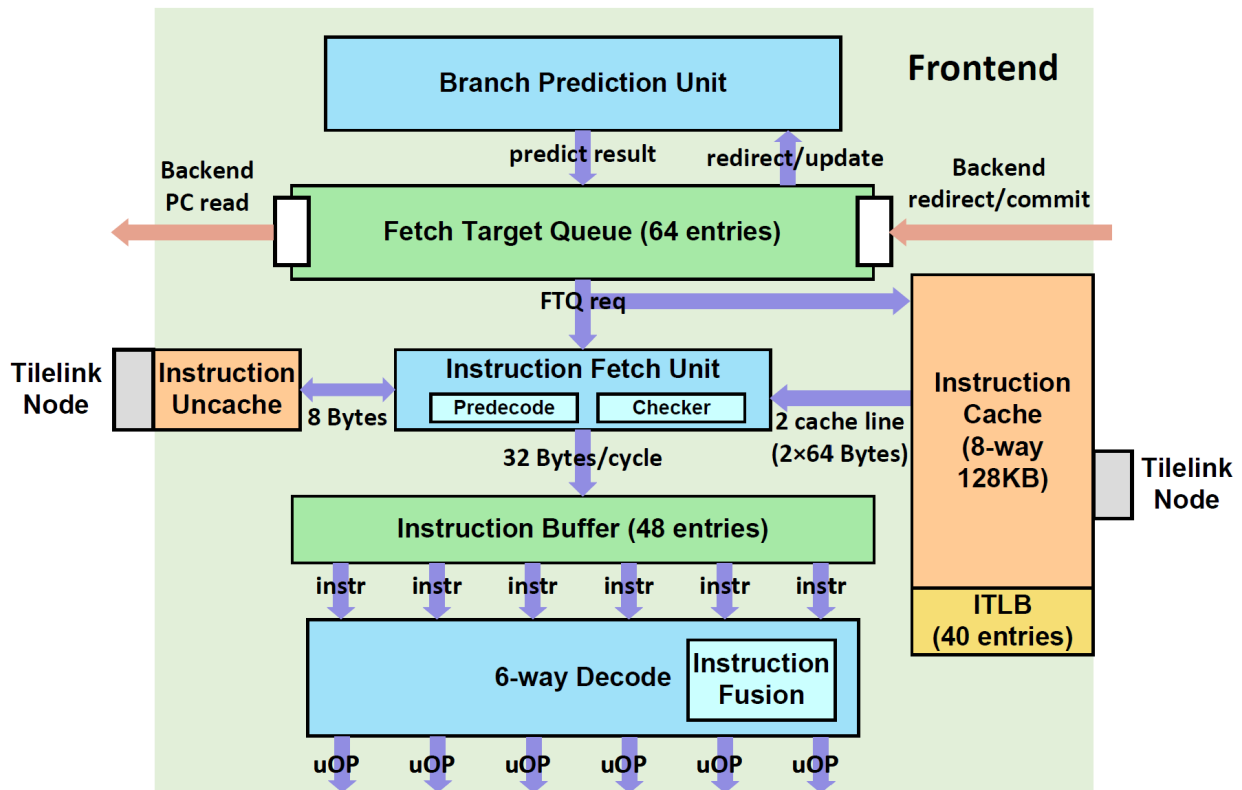 Frontend
Branch Prediction Unit
predict result
redirect/update
Backend
PC read
Backend
redirect/commit
Fetch Target Queue (64 entries)
FTQ req
Tilelink
Node
Instruction
Uncache
8 Bytes
Instruction Fetch Unit
Predecode
Checker
2 cache line
(2×64 Bytes)
Instruction
Cache
(8-way
128KB)
Tilelink
Node
32 Bytes/cycle
Instruction Buffer (48 entries)
ITLB
(40 entries)
instr instr instr instr instr instr
6-way Decode
Instruction
Fusion
uOP uOP uOP uOP uOP uOP